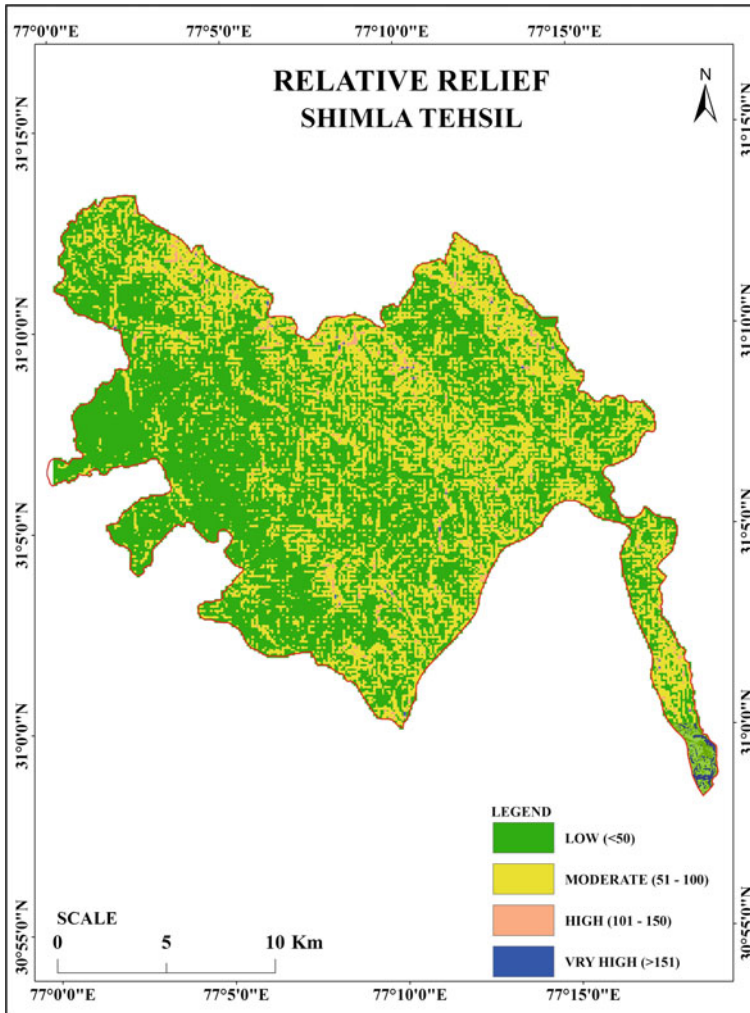 77°0'0"E 77°5'0"E 77°10'0"E 77°15'0"E
RELATIVE RELIEF
SHIMLA TEHSIL
N
31°15'0"N 31°15'0"N
31°10'0"N 31°10'0"N
31°5'0"N 31°5'0"N
31°0'0"N 31°0'0"N
30°55'0"N 30°55'0"N
LEGEND
LOW (<50)
MODERATE (51 - 100)
HIGH (101 - 150)
VRY HIGH (>151)
SCALE
0 5 10 Km
77°0'0"E 77°5'0"E 77°10'0"E 77°15'0"E